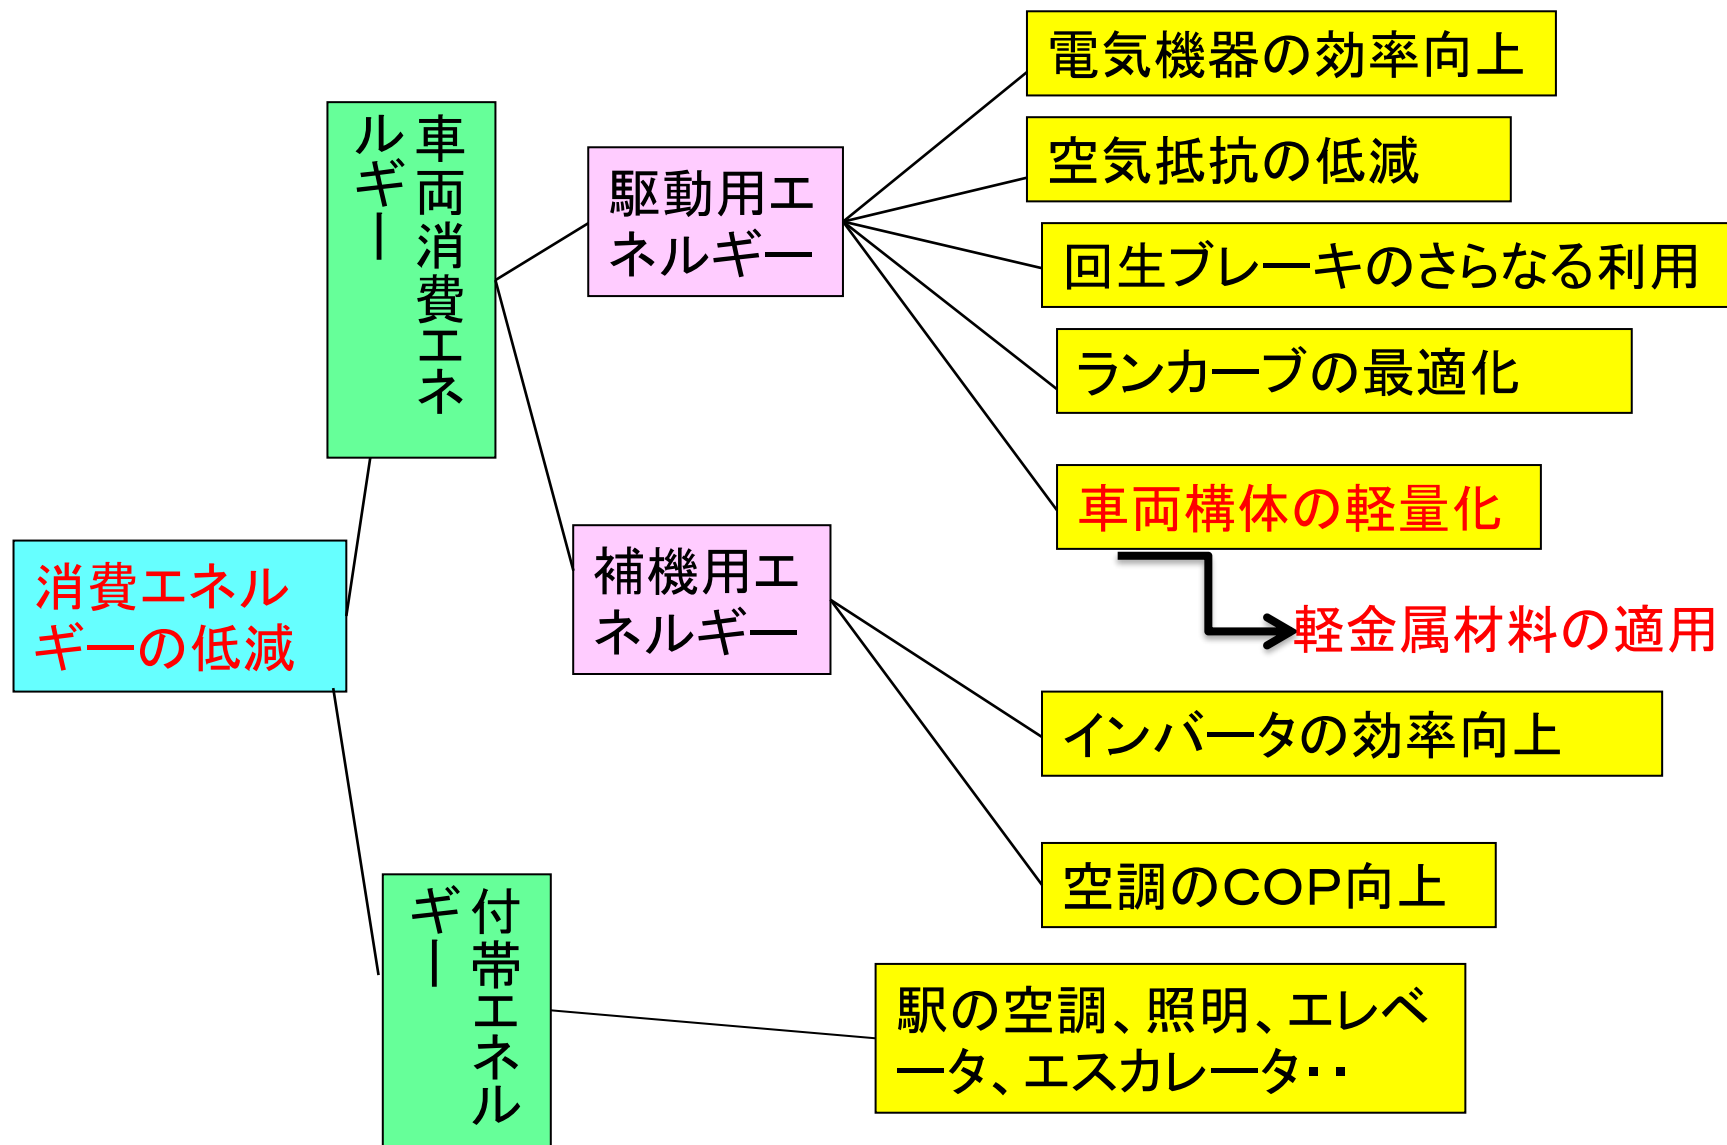 消費エネル
ギーの低減
車両消費エネ
ルギー
付帯エネル
ギー
駆動用エ
ネルギー
補機用エ
ネルギー
電気機器の効率向上
空気抵抗の低減
回生ブレーキのさらなる利用
ランカーブの最適化
車両構体の軽量化
軽金属材料の適用
インバータの効率向上
空調のCOP向上
駅の空調、照明、エレベ
ータ、エスカレータ・・